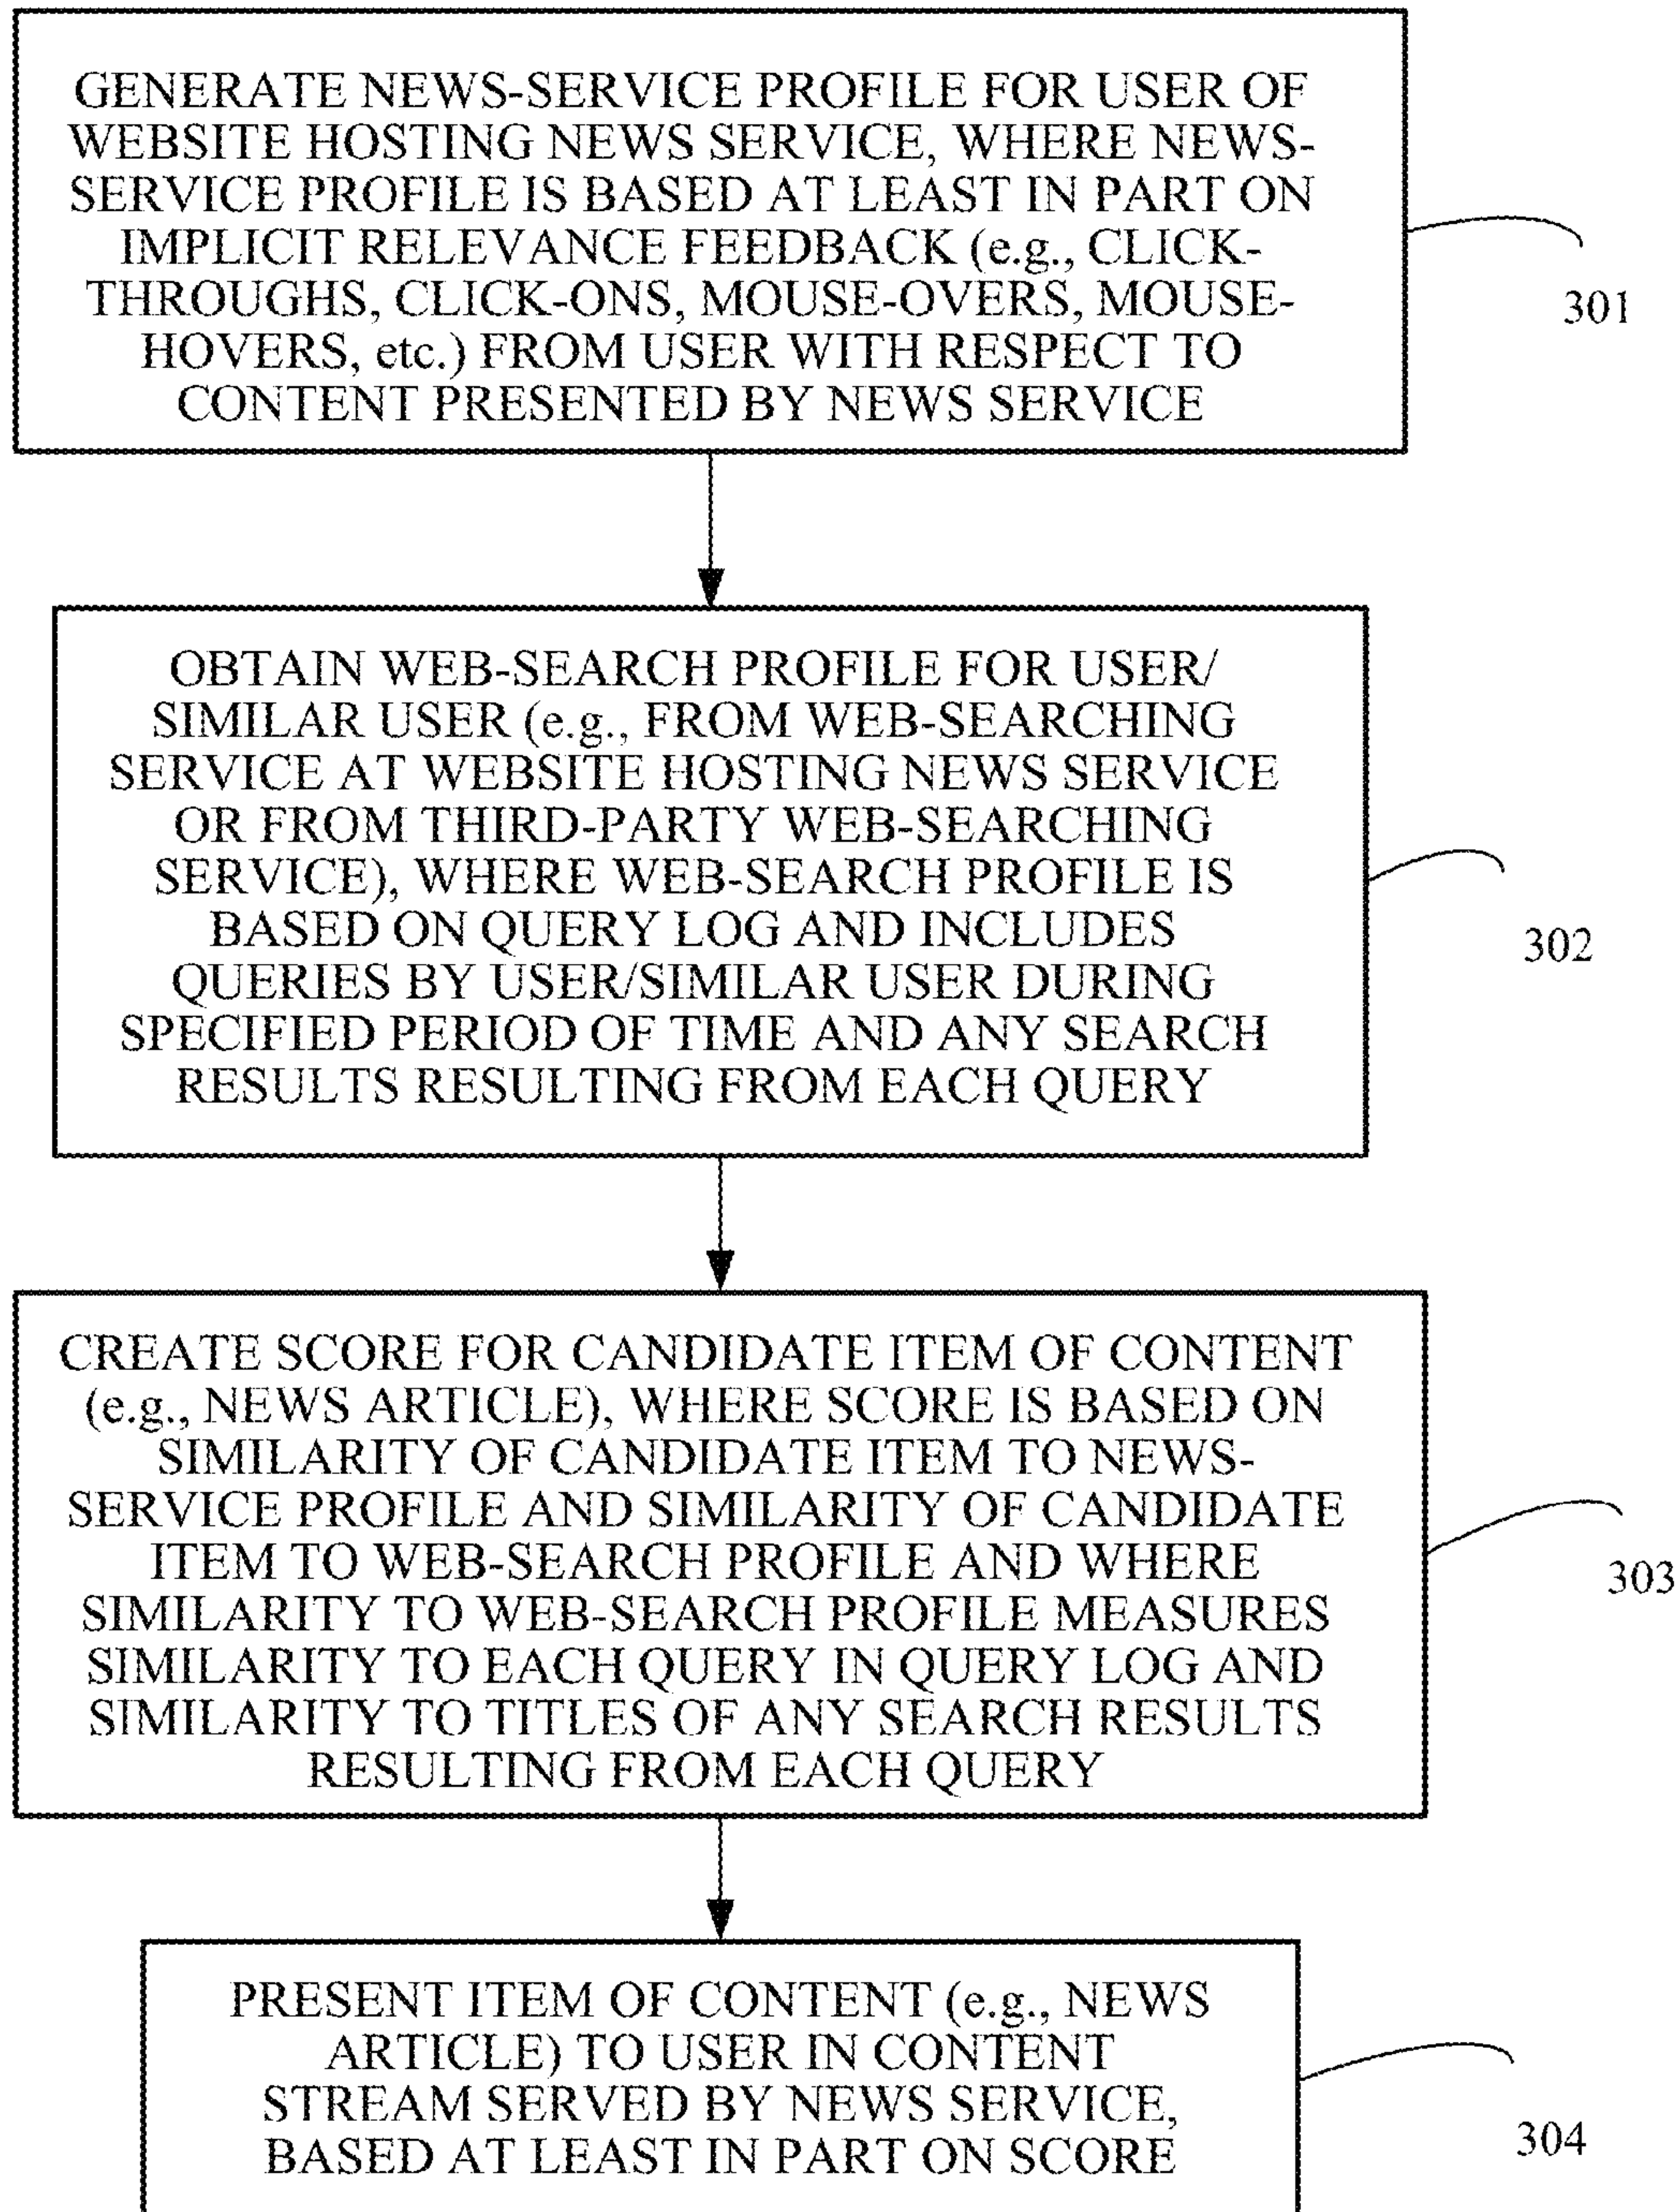 GENERATE NEWS-SERVICE PROFILE FOR USER OF
WEBSITE HOSTING NEWS SERVICE, WHERE NEWS-
SERVICE PROFILE IS BASED AT LEAST IN PART ON
IMPLICIT RELEVANCE FEEDBACK (e.g., CLICK-
THROUGHS, CLICK-ONS, MOUSE-OVERS, MOUSE-
HOVERS, etc.) FROM USER WITH RESPECT TO
CONTENT PRESENTED BY NEWS SERVICE
301
OBTAIN WEB-SEARCH PROFILE FOR USER/
SIMILAR USER (e.g., FROM WEB-SEARCHING
SERVICE AT WEBSITE HOSTING NEWS SERVICE
OR FROM THIRD-PARTY WEB-SEARCHING
SERVICE), WHERE WEB-SEARCH PROFILE IS
BASED ON QUERY LOG AND INCLUDES
QUERIES BY USER/SIMILAR USER DURING
SPECIFIED PERIOD OF TIME AND ANY SEARCH
RESULTS RESULTING FROM EACH QUERY
302
CREATE SCORE FOR CANDIDATE ITEM OF CONTENT
(e.g., NEWS ARTICLE), WHERE SCORE IS BASED ON
SIMILARITY OF CANDIDATE ITEM TO NEWS-
SERVICE PROFILE AND SIMILARITY OF CANDIDATE
ITEM TO WEB-SEARCH PROFILE AND WHERE
SIMILARITY TO WEB-SEARCH PROFILE MEASURES
SIMILARITY TO EACH QUERY IN QUERY LOG AND
SIMILARITY TO TITLES OF ANY SEARCH RESULTS
RESULTING FROM EACH QUERY
303
PRESENT ITEM OF CONTENT (e.g., NEWS
ARTICLE) TO USER IN CONTENT
STREAM SERVED BY NEWS SERVICE,
BASED AT LEAST IN PART ON SCORE
304